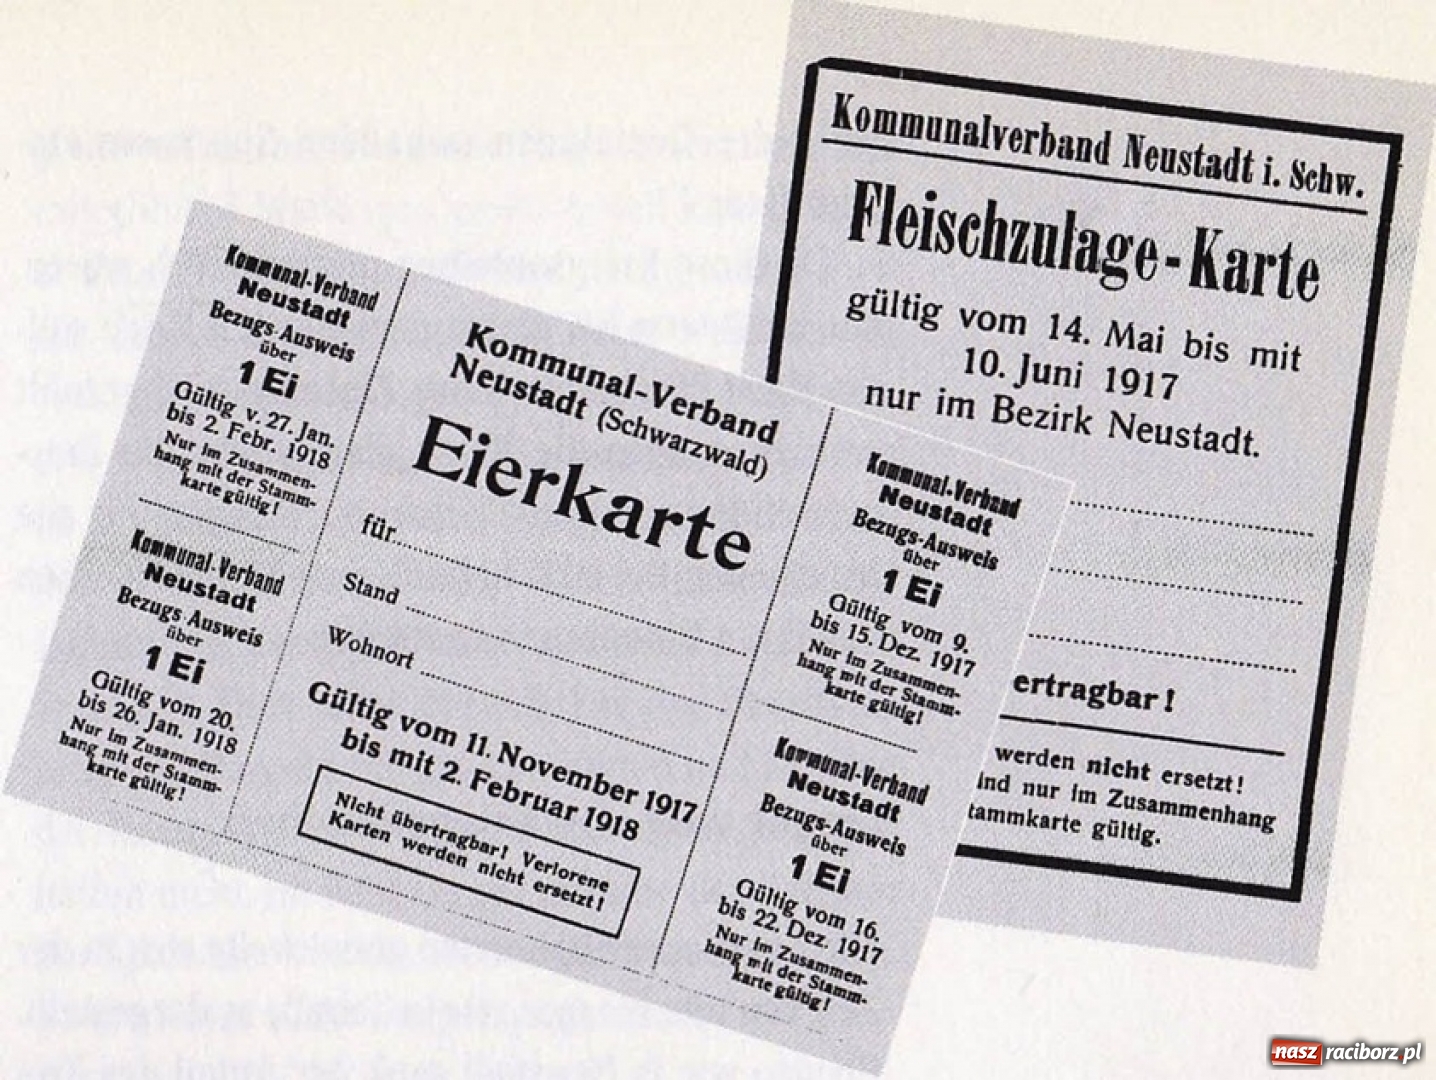 Kommunalverband Neustadt i. Schw.
Fleischzulage-Karte
gültig vom 14. Mai bis mit
10. Juni 1917
nur im Bezirk Neustadt.
ertragbar!
werden nicht ersetzt!
ind nur im Zusammenhang
tammkarte gültig.
Kommunal-Verband
Neustadt
Bezugs-Ausweis
über
1 Ei
Gültig v. 27. Jan.
bis 2. Febr. 1918
Nur im Zusammen-
hang mit der Stamm-
karte gültig!
Kommunal-Verband
Neustadt
Bezugs Ausweis
über
1 Ei
Gültig vom 20.
bis 26. Jan. 1918
Nur im Zusammen-
hang mit der Stamm-
karte gültig!
Kommunal-Verband
Neustadt (Schwarzwald)
Eierkarte
für
Stand
Wohnort
Gültig vom 11. November 1917
bis mit 2. Februar 1918
Nicht übertragbar! Verlorene
Karten werden nicht ersetzt!
Kommunal-Verband
Neustadt
Bezugs-Ausweis
über
1 Ei
Gültig vom 9.
bis 15. Dez. 1917
Nur im Zusammen-
hang mit der Stamm-
karte gültig!
Kommunal-Verband
Neustadt
Bezugs-Ausweis
über
1 Ei
Gültig vom 16.
bis 22. Dez. 1917
Nur im Zusammen-
hang mit der Stamm-
karte gültig!
nasz raciborz.pl